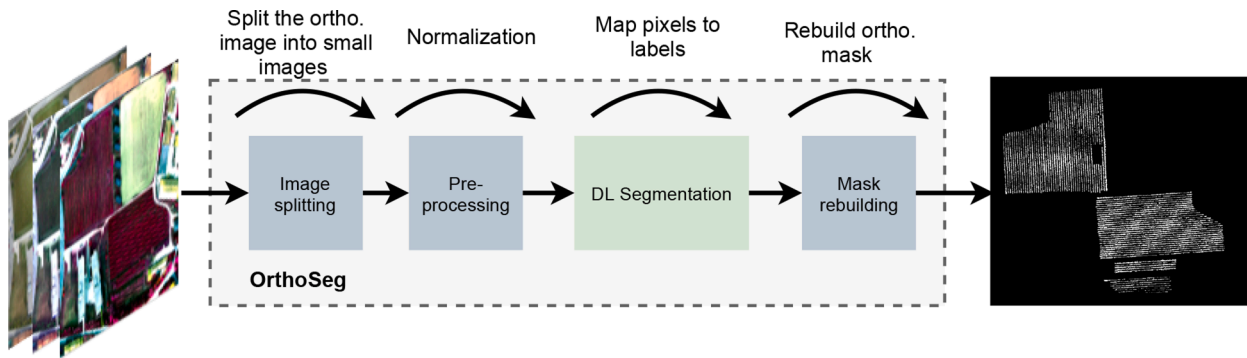 Split the ortho.
image into small
images
Normalization
Map pixels to
labels
Rebuild ortho.
mask
Image
splitting
Pre-
processing
DL Segmentation
Mask
rebuilding
OrthoSeg